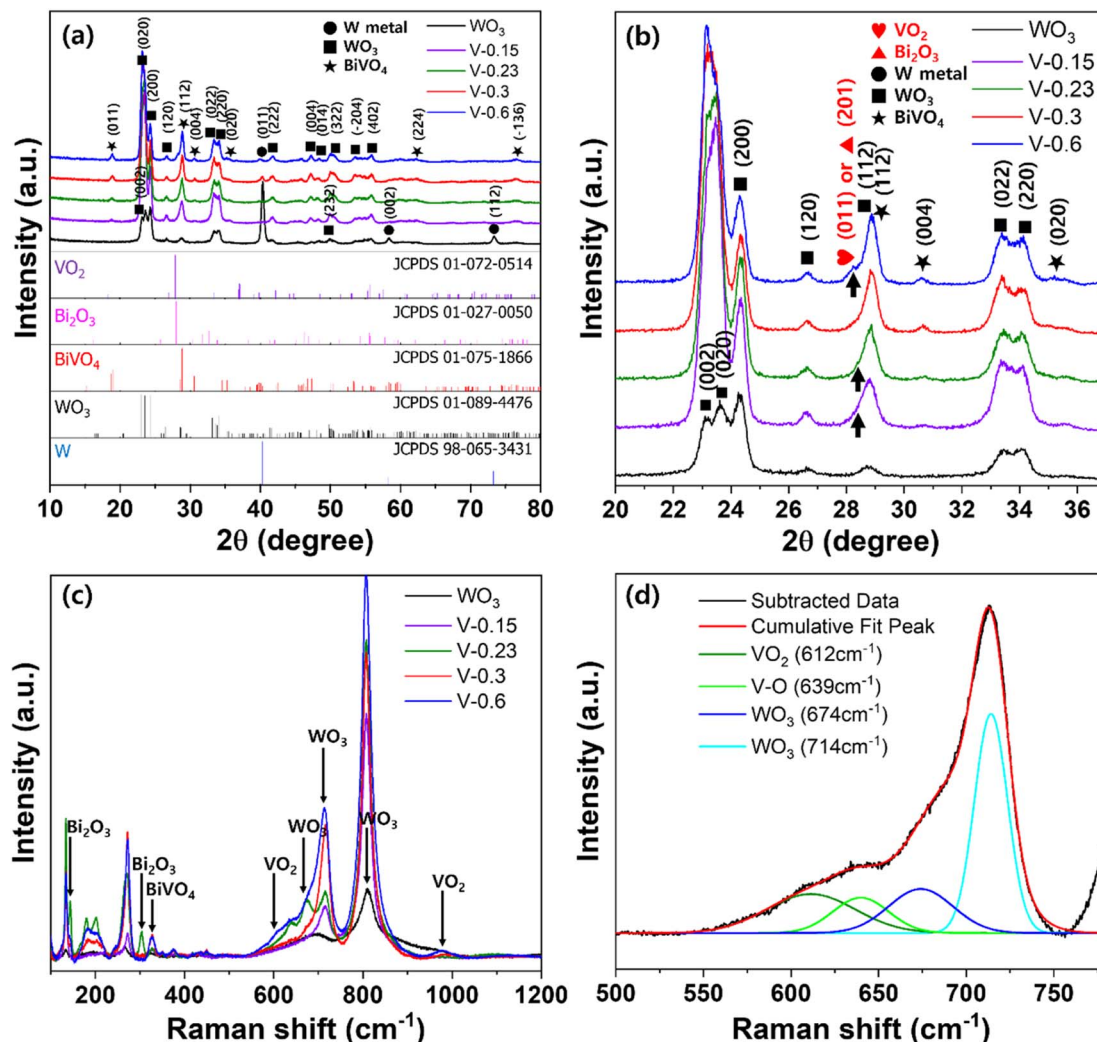 (a)
● W metal
■ WO₃
★ BiVO₄
WO₃
V-0.15
V-0.23
V-0.3
V-0.6
(011)
(002)
(020)
(200)
(120)
(112)
(004)
(022)
(220)
(020)
(011)
(222)
(004)
(014)
(322)
(232)
(-204)
(402)
(002)
(224)
(112)
(-136)
VO₂
JCPDS 01-072-0514
Bi₂O₃
JCPDS 01-027-0050
BiVO₄
JCPDS 01-075-1866
WO₃
JCPDS 01-089-4476
W
JCPDS 98-065-3431
Intensity (a.u.)
10 20 30 40 50 60 70 80
2θ (degree)
(b)
♥ VO₂
▲ Bi₂O₃
● W metal
■ WO₃
★ BiVO₄
WO₃
V-0.15
V-0.23
V-0.3
V-0.6
(002)
(020)
(200)
(120)
♥ (011) or ▲ (201)
(112)
(112)
(004)
(022)
(220)
(020)
Intensity (a.u.)
20 22 24 26 28 30 32 34 36
2θ (degree)
(c)
WO₃
V-0.15
V-0.23
V-0.3
V-0.6
Bi₂O₃
Bi₂O₃
BiVO₄
VO₂
WO₃
WO₃
WO₃
VO₂
Intensity (a.u.)
200 400 600 800 1000 1200
Raman shift (cm⁻¹)
(d)
Subtracted Data
Cumulative Fit Peak
VO₂ (612cm⁻¹)
V-O (639cm⁻¹)
WO₃ (674cm⁻¹)
WO₃ (714cm⁻¹)
Intensity (a.u.)
500 550 600 650 700 750
Raman shift (cm⁻¹)